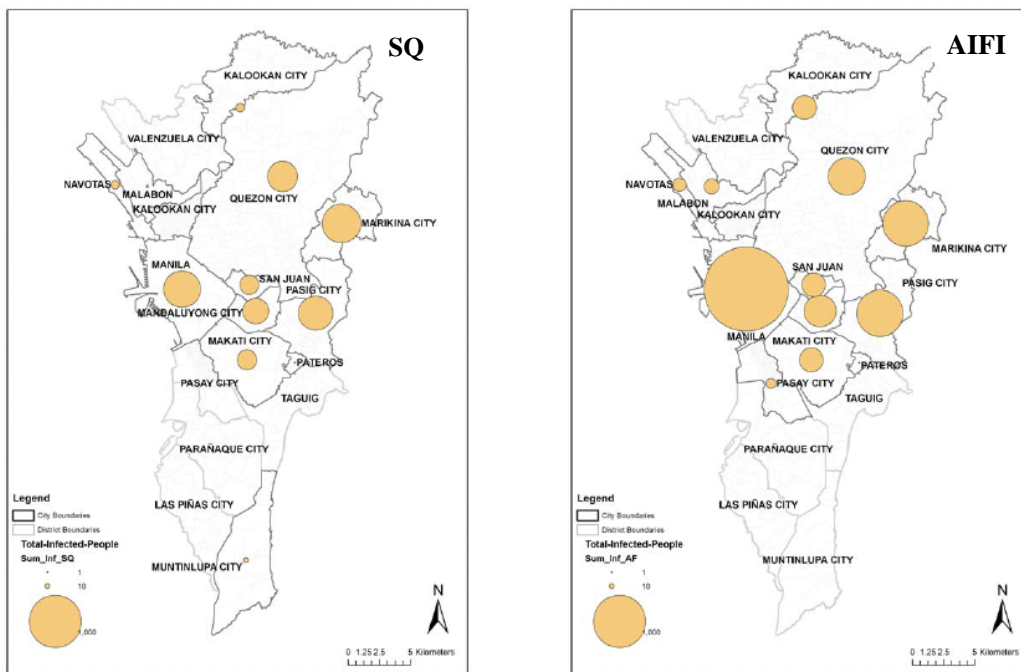 SQ
KALOOKAN CITY
VALENZUELA CITY
QUEZON CITY
NAVOTAS
MALABON
KALOOKAN CITY
MARIKINA CITY
MANILA
SAN JUAN
PASIG CITY
MANDALUYONG CITY
MAKATI CITY
PATEROS
PASAY CITY
TAGUIG
PARAÑAQUE CITY
LAS PIÑAS CITY
MUNTINLUPA CITY
Legend
City Boundaries
District Boundaries
Total-Infected-People
Sum_Inf_SQ
1
10
1,000
N
0 1.25 2.5 5 Kilometers
AIFI
KALOOKAN CITY
VALENZUELA CITY
QUEZON CITY
NAVOTAS
MALABON
KALOOKAN CITY
MARIKINA CITY
SAN JUAN
PASIG CITY
MANILA
MAKATI CITY
PATEROS
PASAY CITY
TAGUIG
PARAÑAQUE CITY
LAS PIÑAS CITY
MUNTINLUPA CITY
Legend
City Boundaries
District Boundaries
Total-Infected-People
Sum_Inf_AF
1
10
1,000
N
0 1.25 2.5 5 Kilometers